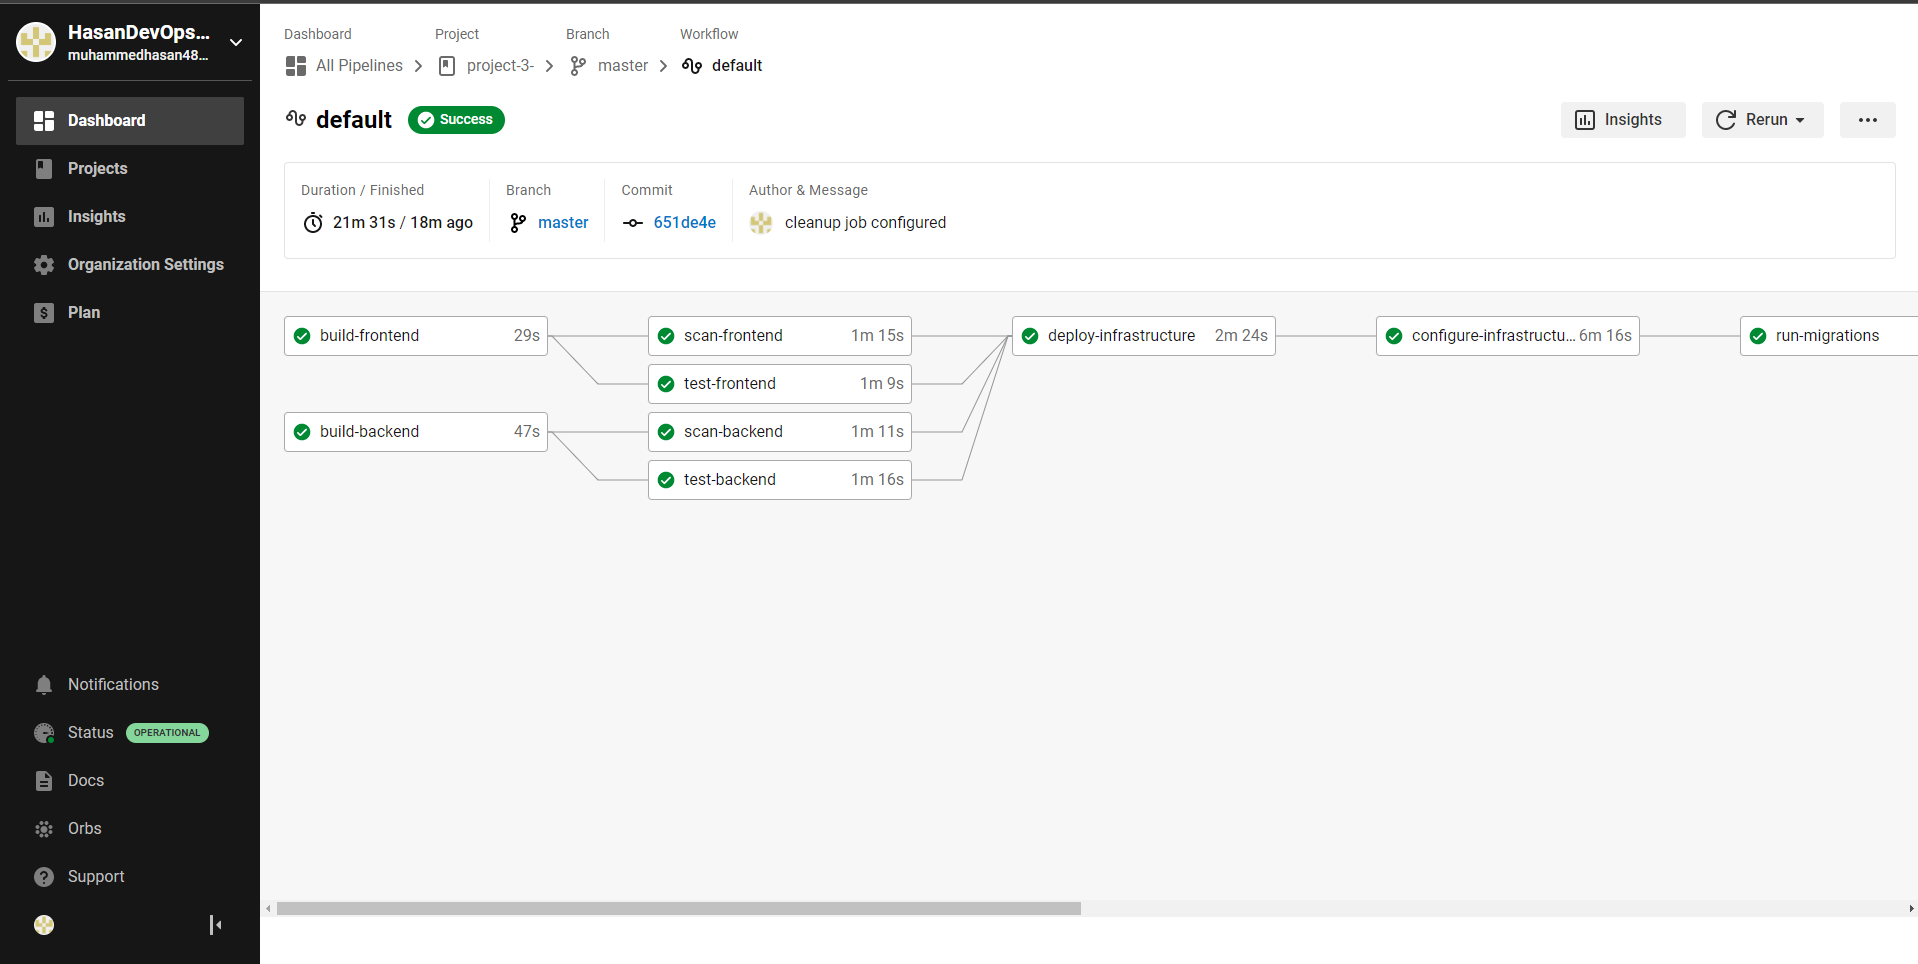 HasanDevOps...
muhammedhasan48...
Dashboard
Projects
Insights
Organization Settings
Plan
Notifications
Status OPERATIONAL
Docs
Orbs
Support
Dashboard Project Branch Workflow
All Pipelines project-3- master default
default Success
Insights Rerun
Duration / Finished Branch Commit Author & Message
21m 31s / 18m ago master 651de4e cleanup job configured
build-frontend 29s scan-frontend 1m 15s deploy-infrastructure 2m 24s configure-infrastructu... 6m 16s run-migrations
test-frontend 1m 9s
build-backend 47s scan-backend 1m 11s
test-backend 1m 16s